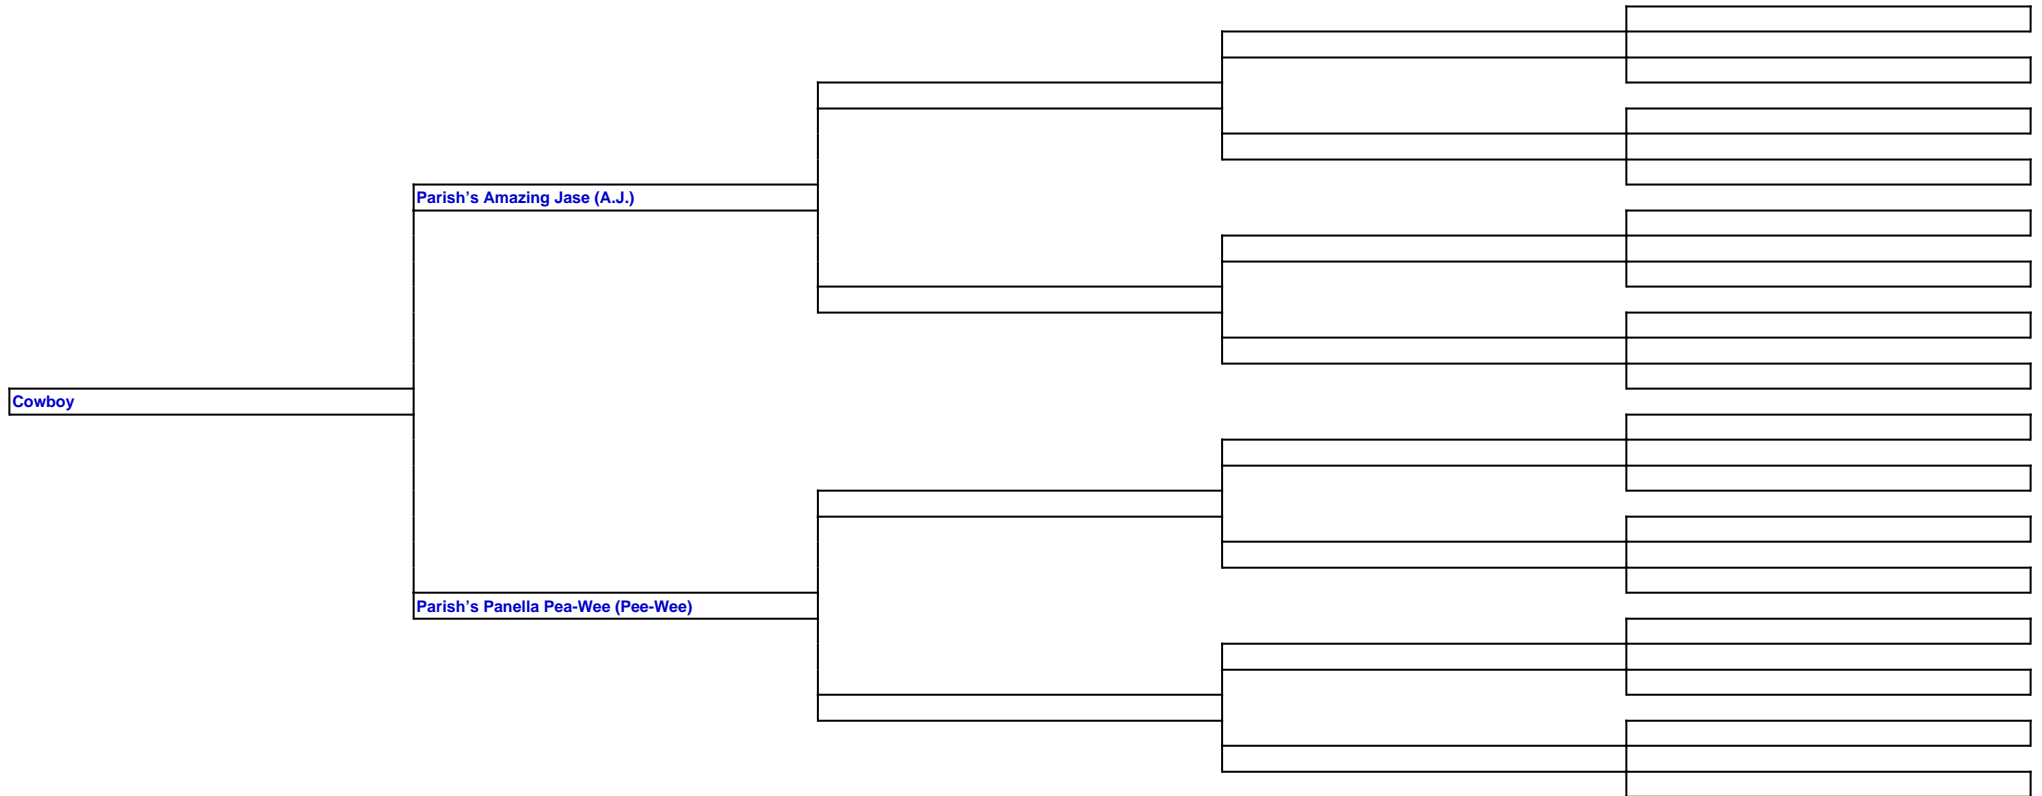 Parish’s Amazing Jase (A.J.)
Cowboy
Parish’s Panella Pea-Wee (Pee-Wee)